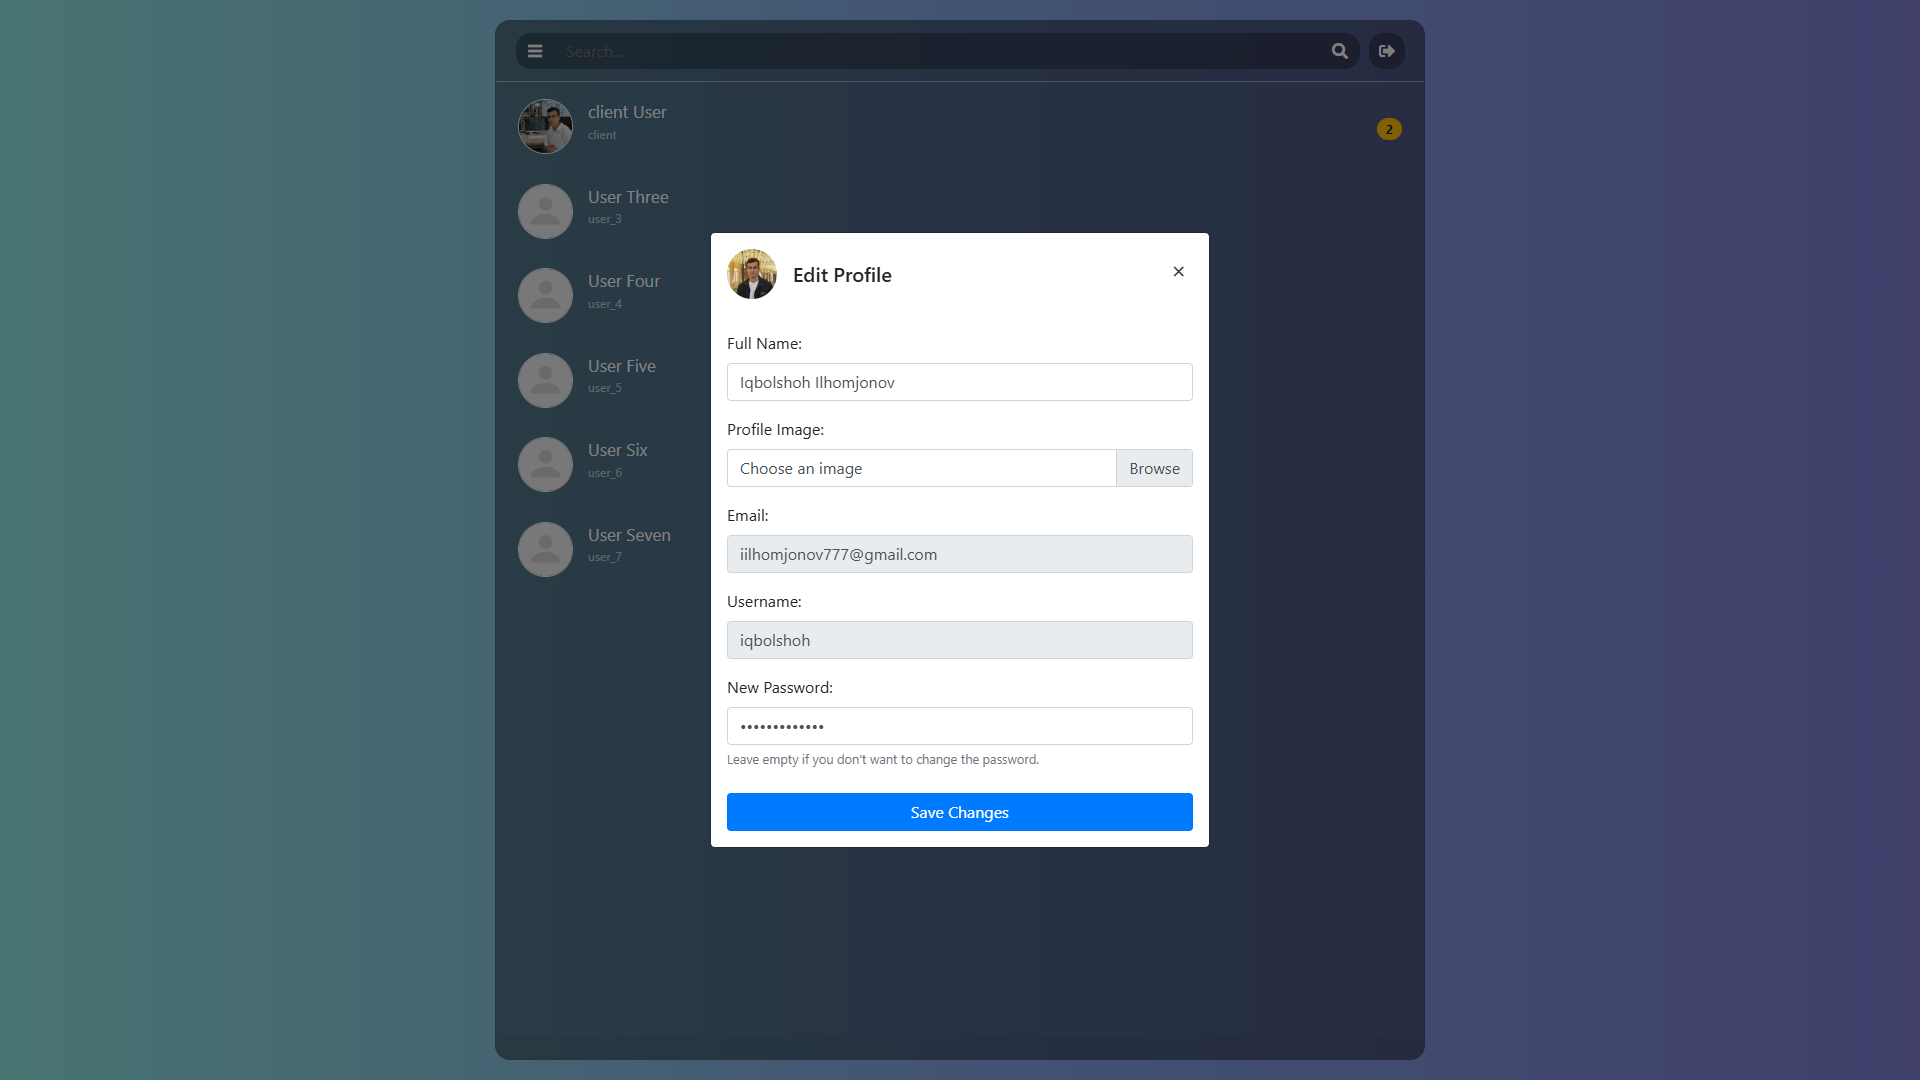 Search...
client User
client
2
User Three
user_3
User Four
user_4
User Five
user_5
User Six
user_6
User Seven
user_7
Edit Profile
×
Full Name:
Iqbolshoh Ilhomjonov
Profile Image:
Choose an image
Browse
Email:
iilhomjonov777@gmail.com
Username:
iqbolshoh
New Password:
•••••••••••••
Leave empty if you don't want to change the password.
Save Changes